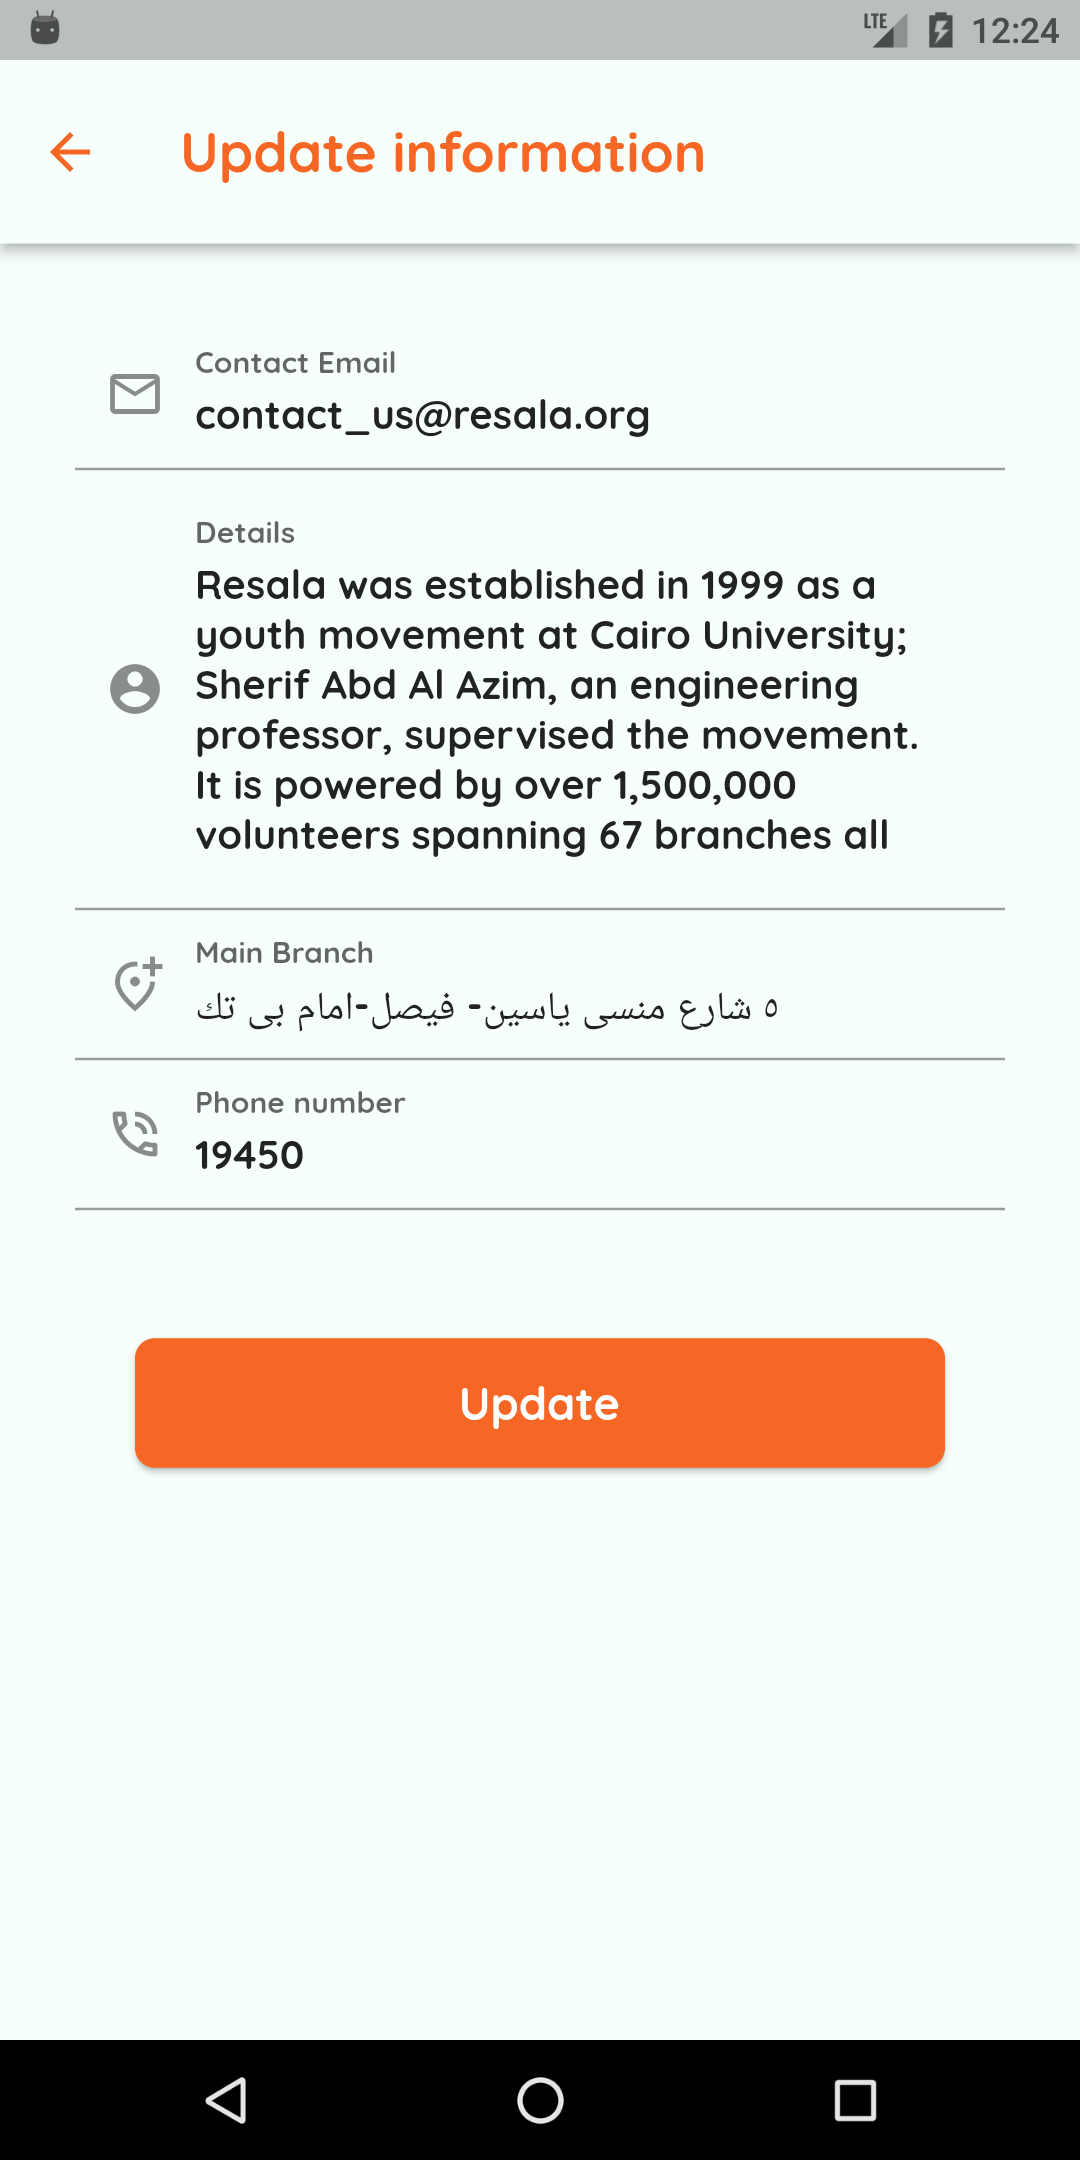 LTE 12:24
Update information
Contact Email
contact_us@resala.org
Details
Resala was established in 1999 as a
youth movement at Cairo University;
Sherif Abd Al Azim, an engineering
professor, supervised the movement.
It is powered by over 1,500,000
volunteers spanning 67 branches all
Main Branch
٥ شارع منسى ياسين- فيصل-امام بى تك
Phone number
19450
Update